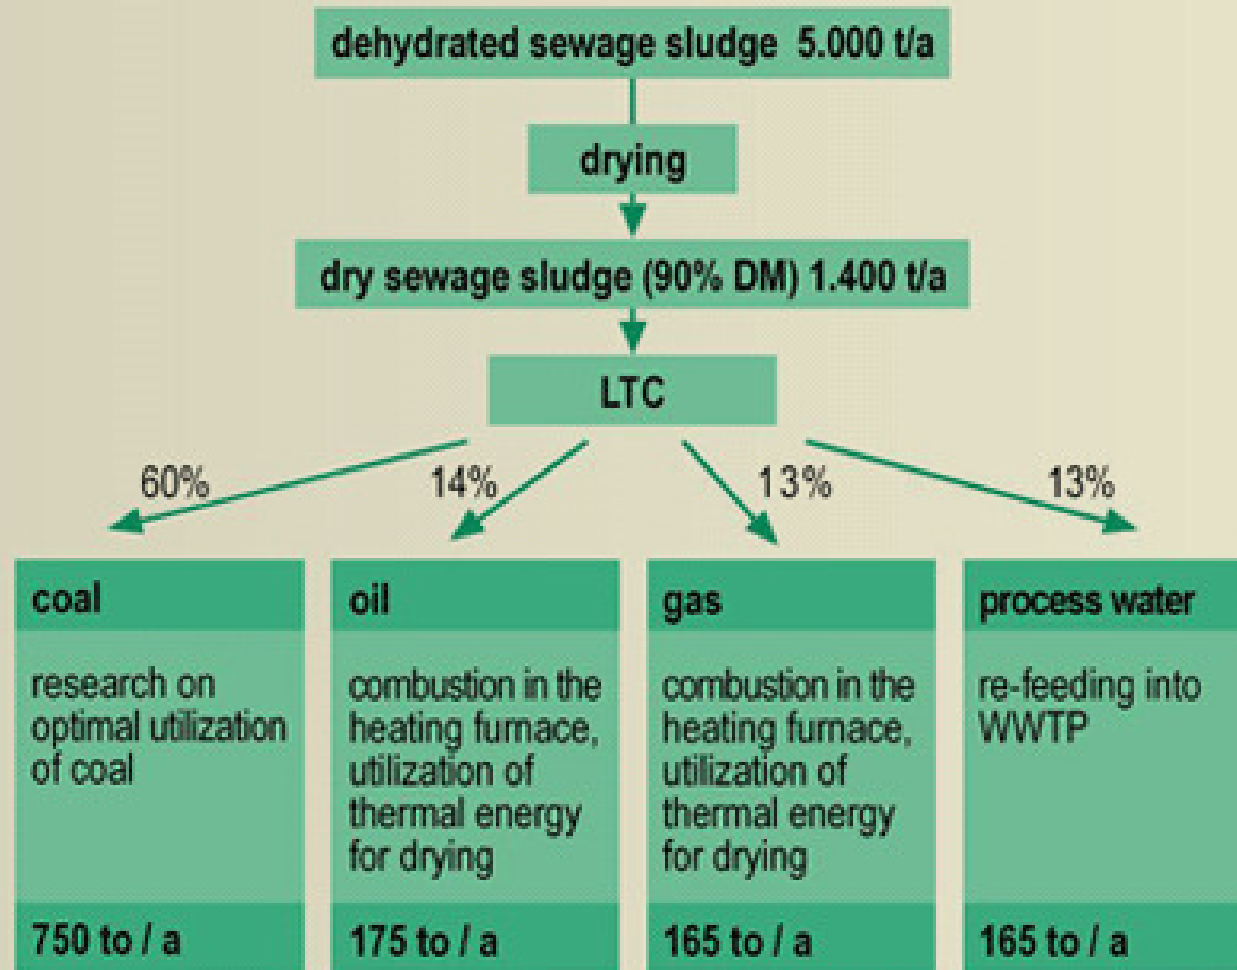 dehydrated sewage sludge 5.000 t/a
drying
dry sewage sludge (90% DM) 1.400 t/a
LTC
60%
14%
13%
13%
coal
research on
optimal utilization
of coal
750 to / a
oil
combustion in the
heating furnace,
utilization of
thermal energy
for drying
175 to / a
gas
combustion in the
heating furnace,
utilization of
thermal energy
for drying
165 to / a
process water
re-feeding into
WWTP
165 to / a